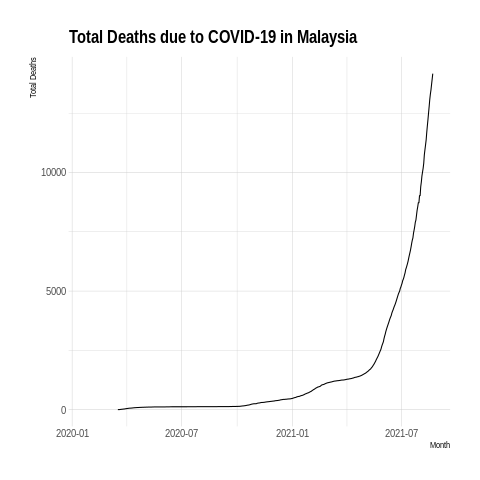 Total Deaths due to COVID-19 in Malaysia
Total Deaths
10000
5000
0
2020-01 2020-07 2021-01 2021-07
Month